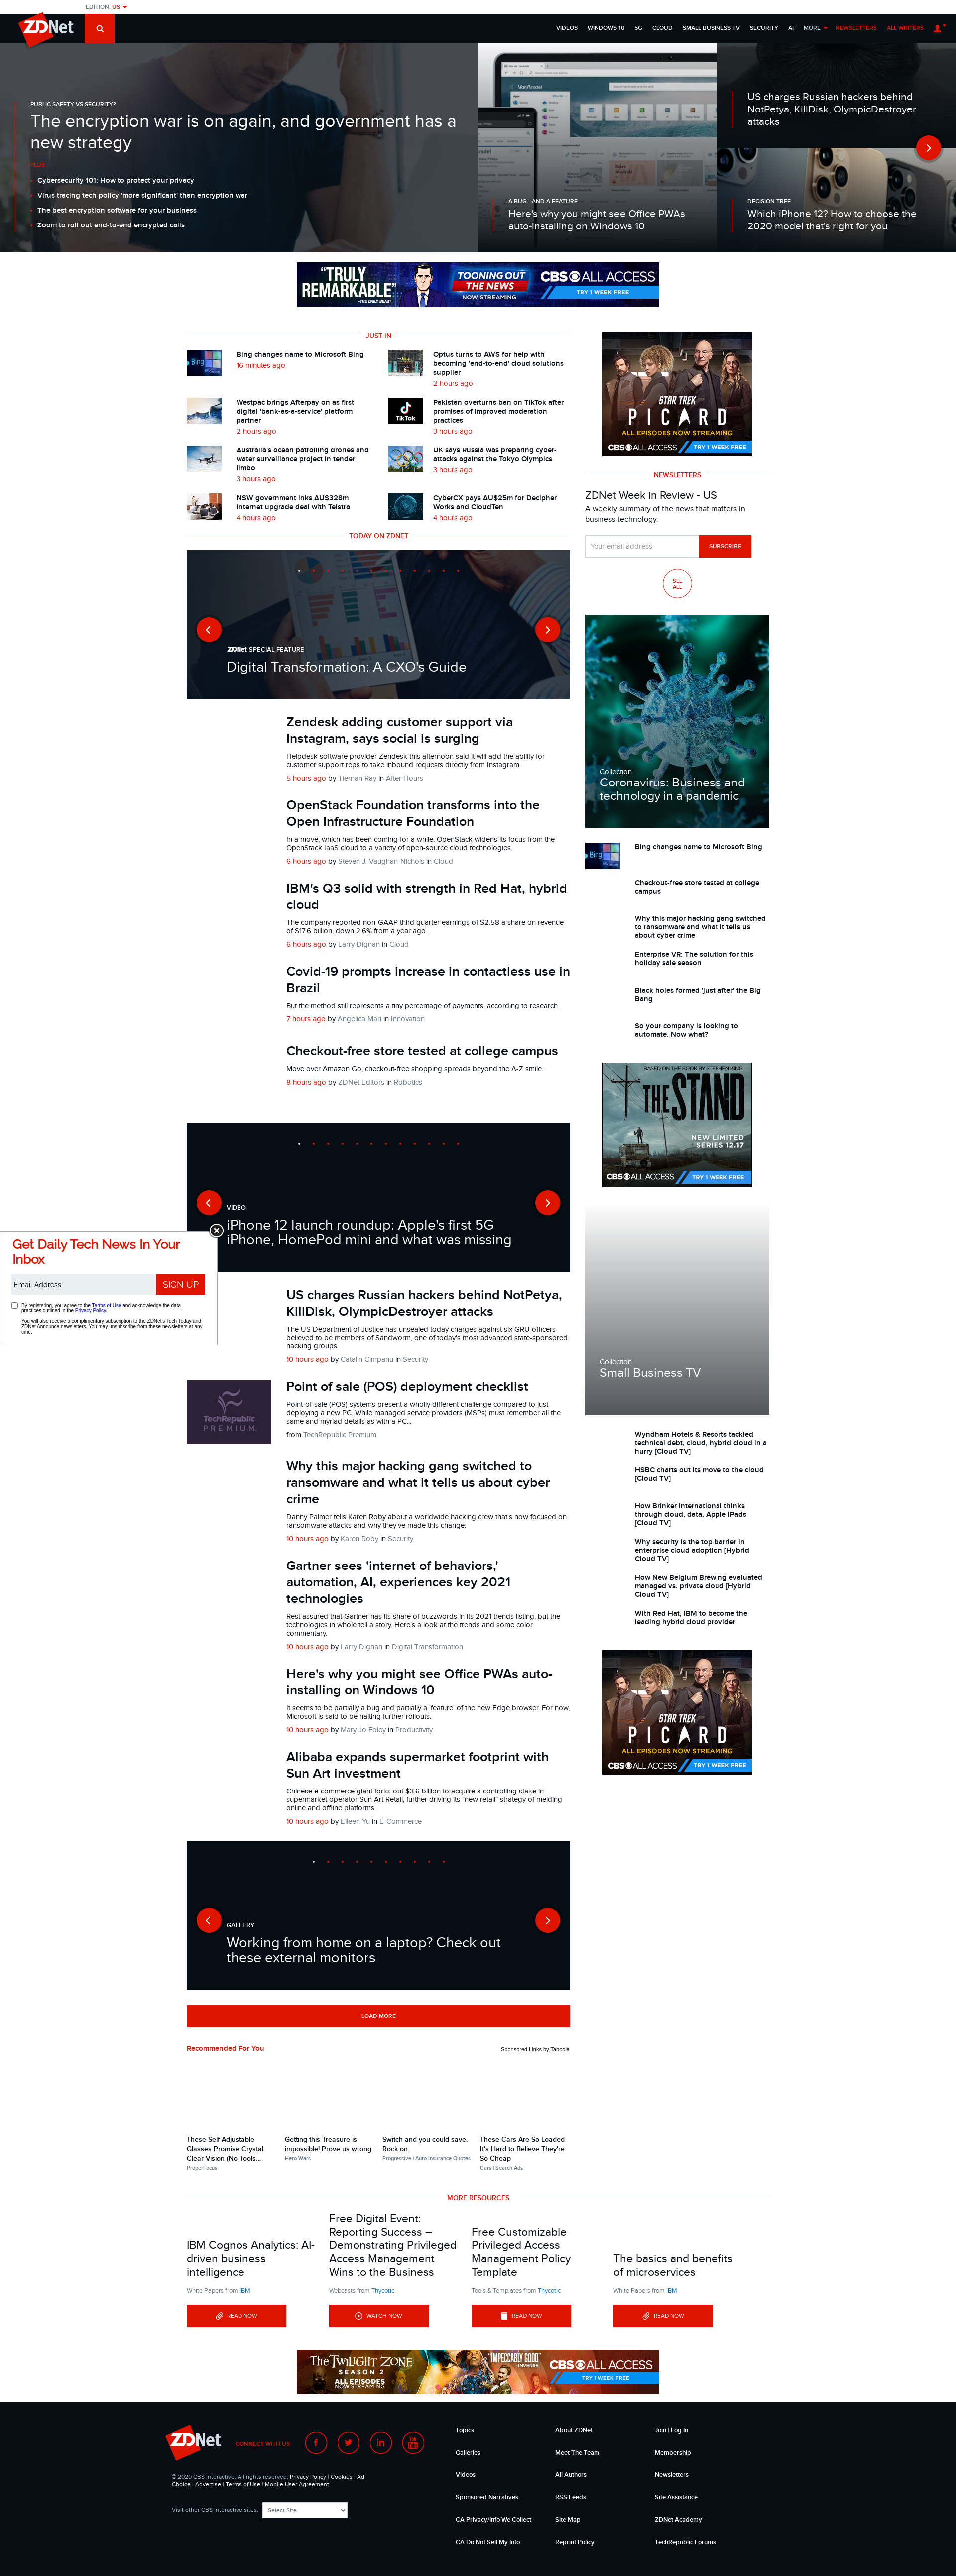 EDITION: US
ZDNet
VIDEOS WINDOWS 10 5G CLOUD SMALL BUSINESS TV SECURITY AI MORE NEWSLETTERS ALL WRITERS
PUBLIC SAFETY VS SECURITY?
The encryption war is on again, and government has a
new strategy
PLUS
Cybersecurity 101: How to protect your privacy
Virus tracing tech policy 'more significant' than encryption war
The best encryption software for your business
Zoom to roll out end-to-end encrypted calls
A BUG - AND A FEATURE
Here's why you might see Office PWAs
auto-installing on Windows 10
US charges Russian hackers behind
NotPetya, KillDisk, OlympicDestroyer
attacks
DECISION TREE
Which iPhone 12? How to choose the
2020 model that's right for you
"TRULY
REMARKABLE"
-THE DAILY BEAST
TOONING OUT
THE NEWS
NOW STREAMING
CBS ALL ACCESS
TRY 1 WEEK FREE
JUST IN
Bing changes name to Microsoft Bing
16 minutes ago
Optus turns to AWS for help with
becoming 'end-to-end' cloud solutions
supplier
2 hours ago
Westpac brings Afterpay on as first
digital 'bank-as-a-service' platform
partner
2 hours ago
TikTok
Pakistan overturns ban on TikTok after
promises of improved moderation
practices
3 hours ago
Australia's ocean patrolling drones and
water surveillance project in tender
limbo
3 hours ago
UK says Russia was preparing cyber-
attacks against the Tokyo Olympics
3 hours ago
NSW government inks AU$328m
internet upgrade deal with Telstra
4 hours ago
CyberCX pays AU$25m for Decipher
Works and CloudTen
4 hours ago
TODAY ON ZDNET
ZDNet SPECIAL FEATURE
Digital Transformation: A CXO's Guide
Zendesk adding customer support via
Instagram, says social is surging
Helpdesk software provider Zendesk this afternoon said it will add the ability for
customer support reps to take inbound requests directly from Instagram.
5 hours ago by Tiernan Ray in After Hours
OpenStack Foundation transforms into the
Open Infrastructure Foundation
In a move, which has been coming for a while, OpenStack widens its focus from the
OpenStack IaaS cloud to a variety of open-source cloud technologies.
6 hours ago by Steven J. Vaughan-Nichols in Cloud
IBM's Q3 solid with strength in Red Hat, hybrid
cloud
The company reported non-GAAP third quarter earnings of $2.58 a share on revenue
of $17.6 billion, down 2.6% from a year ago.
6 hours ago by Larry Dignan in Cloud
Covid-19 prompts increase in contactless use in
Brazil
But the method still represents a tiny percentage of payments, according to research.
7 hours ago by Angelica Mari in Innovation
Checkout-free store tested at college campus
Move over Amazon Go, checkout-free shopping spreads beyond the A-Z smile.
8 hours ago by ZDNet Editors in Robotics
VIDEO
iPhone 12 launch roundup: Apple's first 5G
iPhone, HomePod mini and what was missing
Get Daily Tech News In Your
Inbox
Email Address
SIGN UP
By registering, you agree to the Terms of Use and acknowledge the data
practices outlined in the Privacy Policy.
You will also receive a complimentary subscription to the ZDNet's Tech Today and
ZDNet Announce newsletters. You may unsubscribe from these newsletters at any
time.
US charges Russian hackers behind NotPetya,
KillDisk, OlympicDestroyer attacks
The US Department of Justice has unsealed today charges against six GRU officers
believed to be members of Sandworm, one of today's most advanced state-sponsored
hacking groups.
10 hours ago by Catalin Cimpanu in Security
TechRepublic
PREMIUM.
Point of sale (POS) deployment checklist
Point-of-sale (POS) systems present a wholly different challenge compared to just
deploying a new PC. While managed service providers (MSPs) must remember all the
same and myriad details as with a PC...
from TechRepublic Premium
Why this major hacking gang switched to
ransomware and what it tells us about cyber
crime
Danny Palmer tells Karen Roby about a worldwide hacking crew that's now focused on
ransomware attacks and why they've made this change.
10 hours ago by Karen Roby in Security
Gartner sees 'internet of behaviors,'
automation, AI, experiences key 2021
technologies
Rest assured that Gartner has its share of buzzwords in its 2021 trends listing, but the
technologies in whole tell a story. Here's a look at the trends and some color
commentary.
10 hours ago by Larry Dignan in Digital Transformation
Here's why you might see Office PWAs auto-
installing on Windows 10
It seems to be partially a bug and partially a 'feature' of the new Edge browser. For now,
Microsoft is said to be halting further rollouts.
10 hours ago by Mary Jo Foley in Productivity
Alibaba expands supermarket footprint with
Sun Art investment
Chinese e-commerce giant forks out $3.6 billion to acquire a controlling stake in
supermarket operator Sun Art Retail, further driving its "new retail" strategy of melding
online and offline platforms.
10 hours ago by Eileen Yu in E-Commerce
GALLERY
Working from home on a laptop? Check out
these external monitors
LOAD MORE
STAR TREK
PICARD
ALL EPISODES NOW STREAMING
CBS ALL ACCESS TRY 1 WEEK FREE
NEWSLETTERS
ZDNet Week in Review - US
A weekly summary of the news that matters in
business technology.
Your email address
SUBSCRIBE
SEE
ALL
Collection
Coronavirus: Business and
technology in a pandemic
Bing
Bing changes name to Microsoft Bing
Checkout-free store tested at college
campus
Why this major hacking gang switched
to ransomware and what it tells us
about cyber crime
Enterprise VR: The solution for this
holiday sale season
Black holes formed 'just after' the Big
Bang
So your company is looking to
automate. Now what?
BASED ON THE BOOK BY STEPHEN KING
THE STAND
NEW LIMITED
SERIES 12.17
CBS ALL ACCESS TRY 1 WEEK FREE
Collection
Small Business TV
Wyndham Hotels & Resorts tackled
technical debt, cloud, hybrid cloud in a
hurry [Cloud TV]
HSBC charts out its move to the cloud
[Cloud TV]
How Brinker International thinks
through cloud, data, Apple iPads
[Cloud TV]
Why security is the top barrier in
enterprise cloud adoption [Hybrid
Cloud TV]
How New Belgium Brewing evaluated
managed vs. private cloud [Hybrid
Cloud TV]
With Red Hat, IBM to become the
leading hybrid cloud provider
STAR TREK
PICARD
ALL EPISODES NOW STREAMING
CBS ALL ACCESS TRY 1 WEEK FREE
Recommended For You
Sponsored Links by Taboola
These Self Adjustable
Glasses Promise Crystal
Clear Vision (No Tools...
ProperFocus
Getting this Treasure is
impossible! Prove us wrong
Hero Wars
Switch and you could save.
Rock on.
Progressive | Auto Insurance Quotes
These Cars Are So Loaded
It's Hard to Believe They're
So Cheap
Cars | Search Ads
MORE RESOURCES
IBM Cognos Analytics: AI-
driven business
intelligence
White Papers from IBM
READ NOW
Free Digital Event:
Reporting Success –
Demonstrating Privileged
Access Management
Wins to the Business
Webcasts from Thycotic
WATCH NOW
Free Customizable
Privileged Access
Management Policy
Template
Tools & Templates from Thycotic
READ NOW
The basics and benefits
of microservices
White Papers from IBM
READ NOW
THE TWILIGHT ZONE
SEASON 2
ALL EPISODES
NOW STREAMING
"IMPECCABLY GOOD"
-INVERSE
CBS ALL ACCESS
TRY 1 WEEK FREE
ZDNet
CONNECT WITH US
© 2020 CBS Interactive. All rights reserved. Privacy Policy | Cookies | Ad
Choice | Advertise | Terms of Use | Mobile User Agreement
Visit other CBS Interactive sites: Select Site
Topics
Galleries
Videos
Sponsored Narratives
CA Privacy/Info We Collect
CA Do Not Sell My Info
About ZDNet
Meet The Team
All Authors
RSS Feeds
Site Map
Reprint Policy
Join | Log In
Membership
Newsletters
Site Assistance
ZDNet Academy
TechRepublic Forums